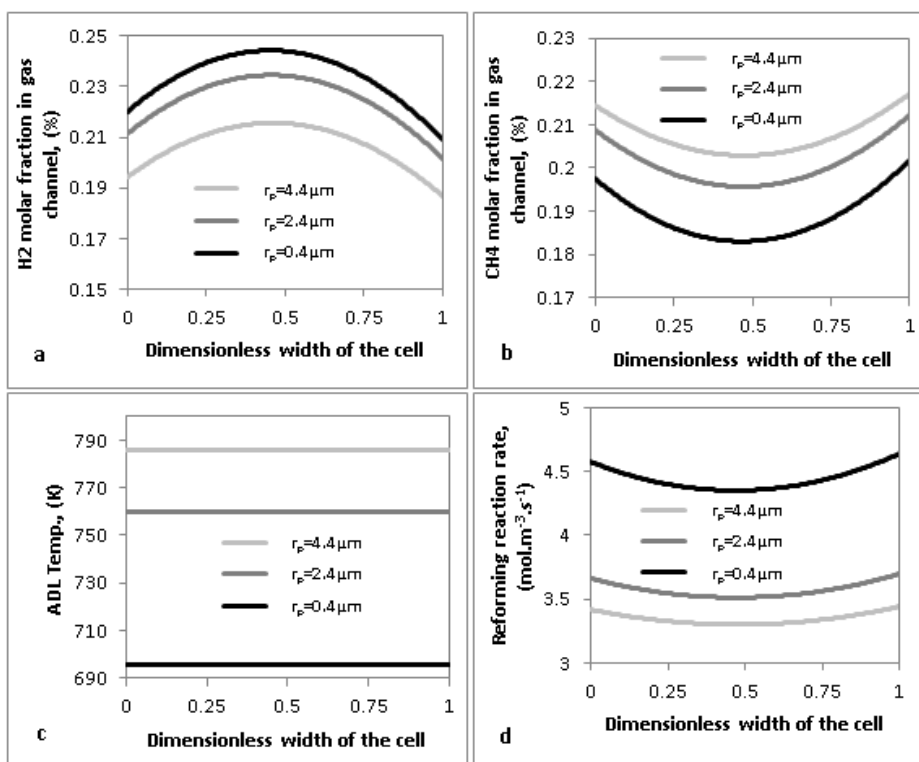 H2 molar fraction in gas
channel, (%)
0.25
0.23
0.21
0.19
0.17
0.15
rₚ=4.4μm
rₚ=2.4μm
rₚ=0.4μm
0 0.25 0.5 0.75 1
a Dimensionless width of the cell
CH4 molar fraction in gas
channel, (%)
0.23
0.22
0.21
0.2
0.19
0.18
0.17
rₚ=4.4μm
rₚ=2.4μm
rₚ=0.4μm
0 0.25 0.5 0.75 1
b Dimensionless width of the cell
ADL Temp., (K)
790
770
750
730
710
690
rₚ=4.4μm
rₚ=2.4μm
rₚ=0.4μm
0 0.25 0.5 0.75 1
c Dimensionless width of the cell
Reforming reaction rate,
(mol.m⁻³.s⁻¹)
5
4.5
4
3.5
3
rₚ=4.4μm
rₚ=2.4μm
rₚ=0.4μm
0 0.25 0.5 0.75 1
d Dimensionless width of the cell